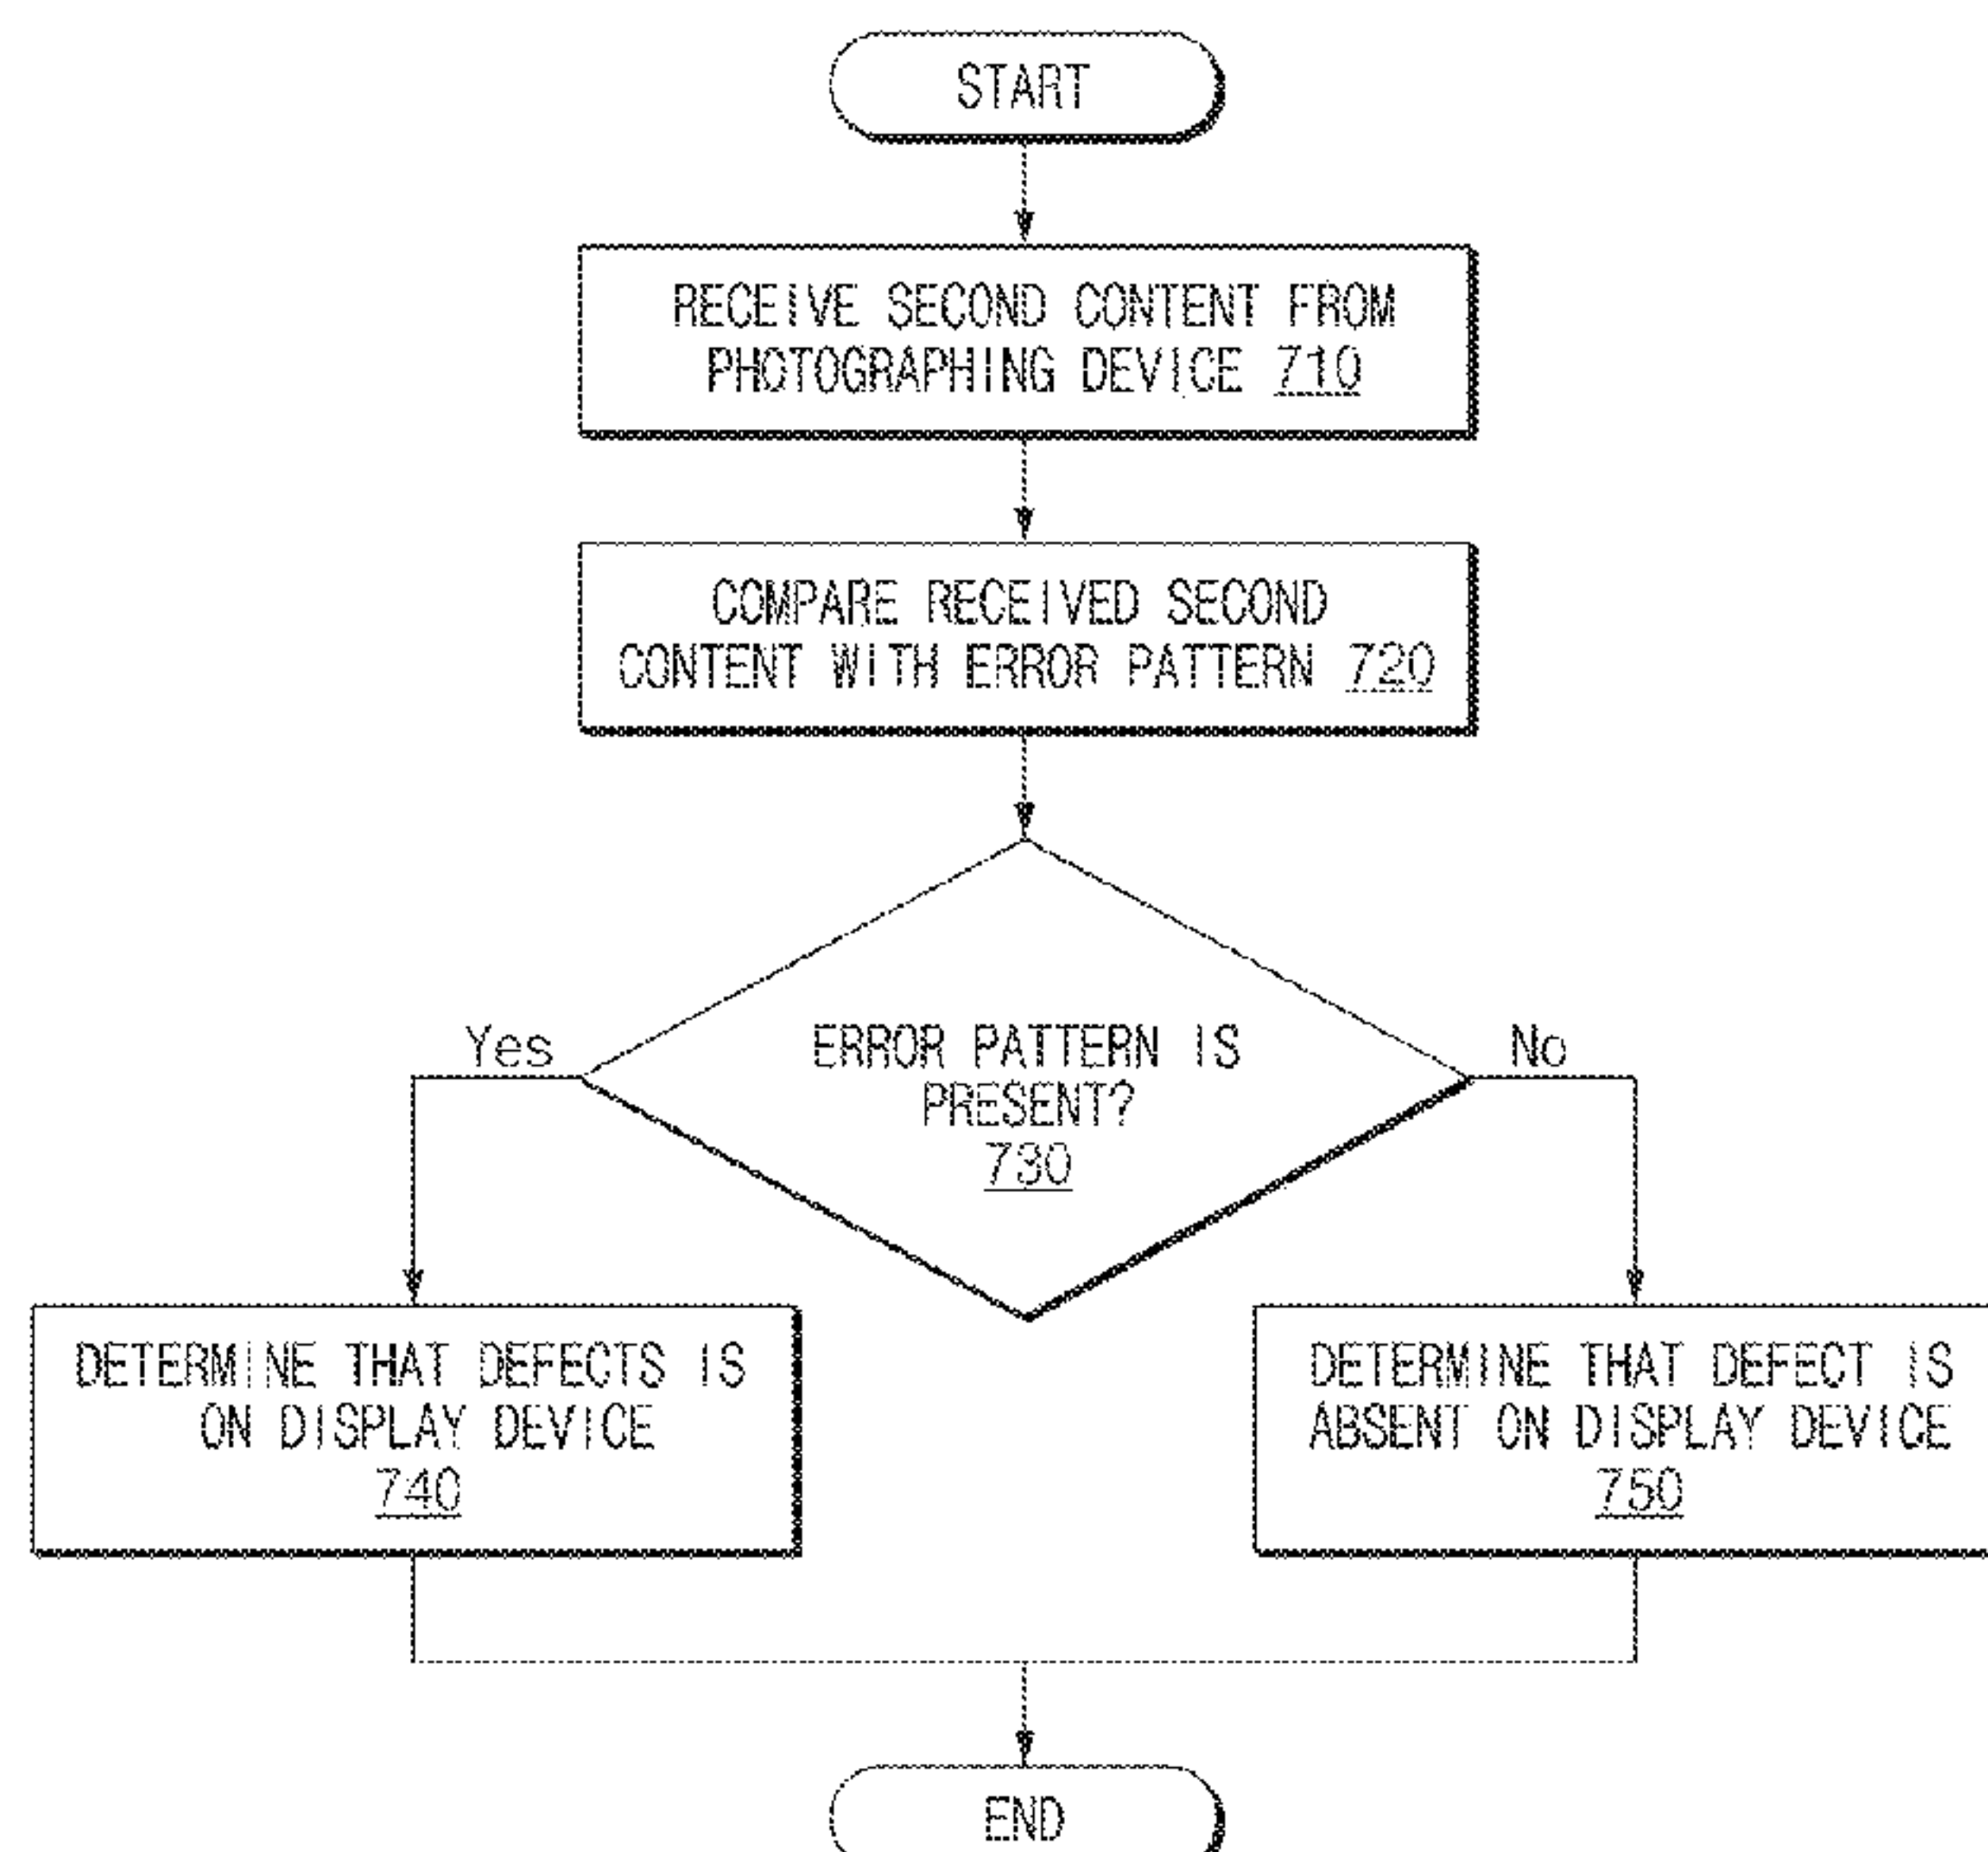 START
RECEIVE SECOND CONTENT FROM
PHOTOGRAPHING DEVICE 710
COMPARE RECEIVED SECOND
CONTENT WITH ERROR PATTERN 720
ERROR PATTERN IS
PRESENT?
730
Yes
No
DETERMINE THAT DEFECTS IS
ON DISPLAY DEVICE
740
DETERMINE THAT DEFECT IS
ABSENT ON DISPLAY DEVICE
750
END